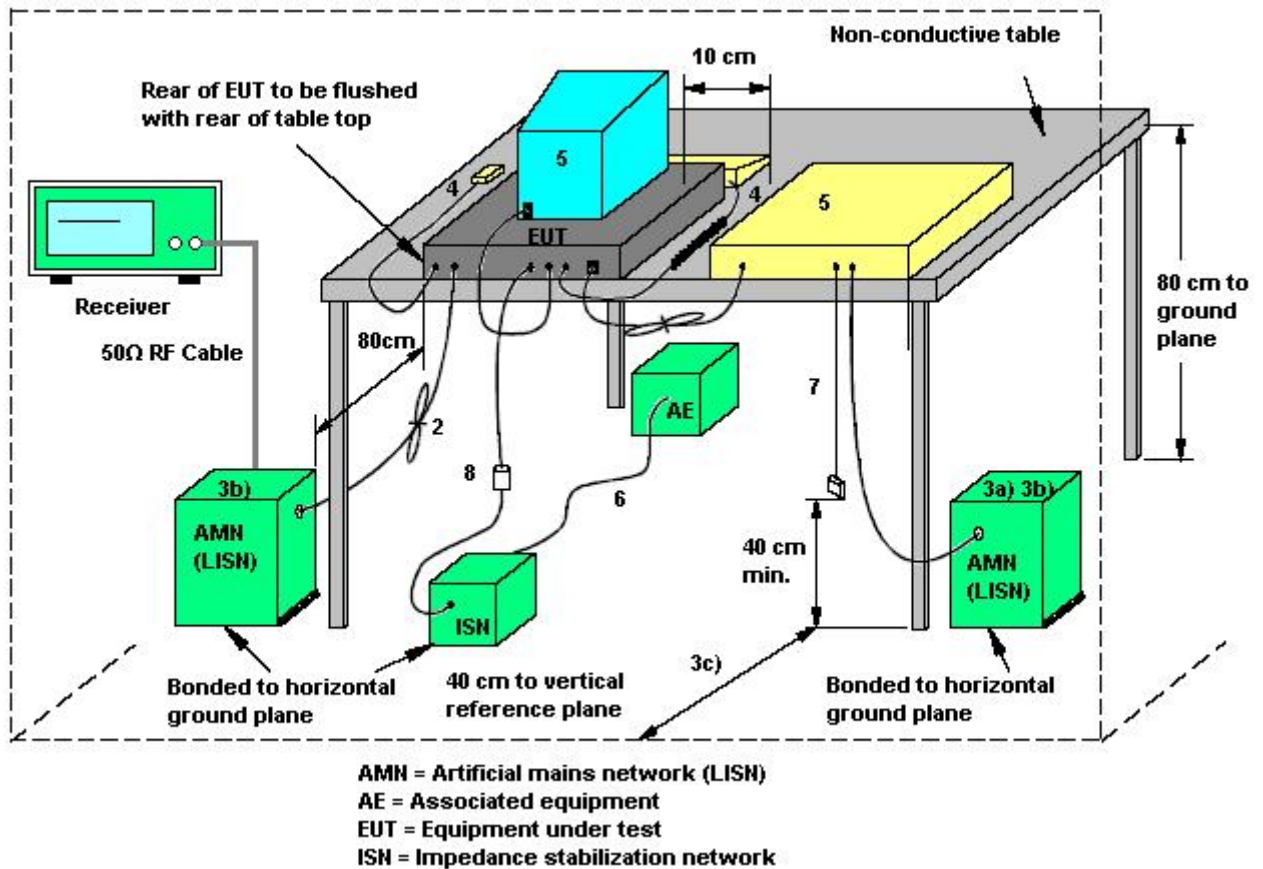 Non-conductive table
10 cm
Rear of EUT to be flushed
with rear of table top
5
4
4
5
EUT
Receiver
80 cm to
ground
plane
50Ω RF Cable
80cm
7
AE
2
8
6
3b)
AMN
(LISN)
3a) 3b)
AMN
(LISN)
40 cm
min.
ISN
3c)
Bonded to horizontal
ground plane
40 cm to vertical
reference plane
Bonded to horizontal
ground plane
AMN = Artificial mains network (LISN)
AE = Associated equipment
EUT = Equipment under test
ISN = Impedance stabilization network